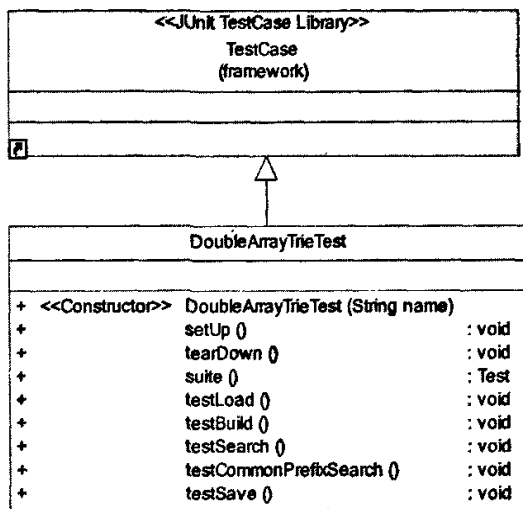 <<JUnit TestCase Library>>
TestCase
(framework)
DoubleArrayTrieTest
+ <<Constructor>> DoubleArrayTrieTest (String name)
+ setUp () : void
+ tearDown () : void
+ suite () : Test
+ testLoad () : void
+ testBuild () : void
+ testSearch () : void
+ testCommonPrefixSearch () : void
+ testSave () : void